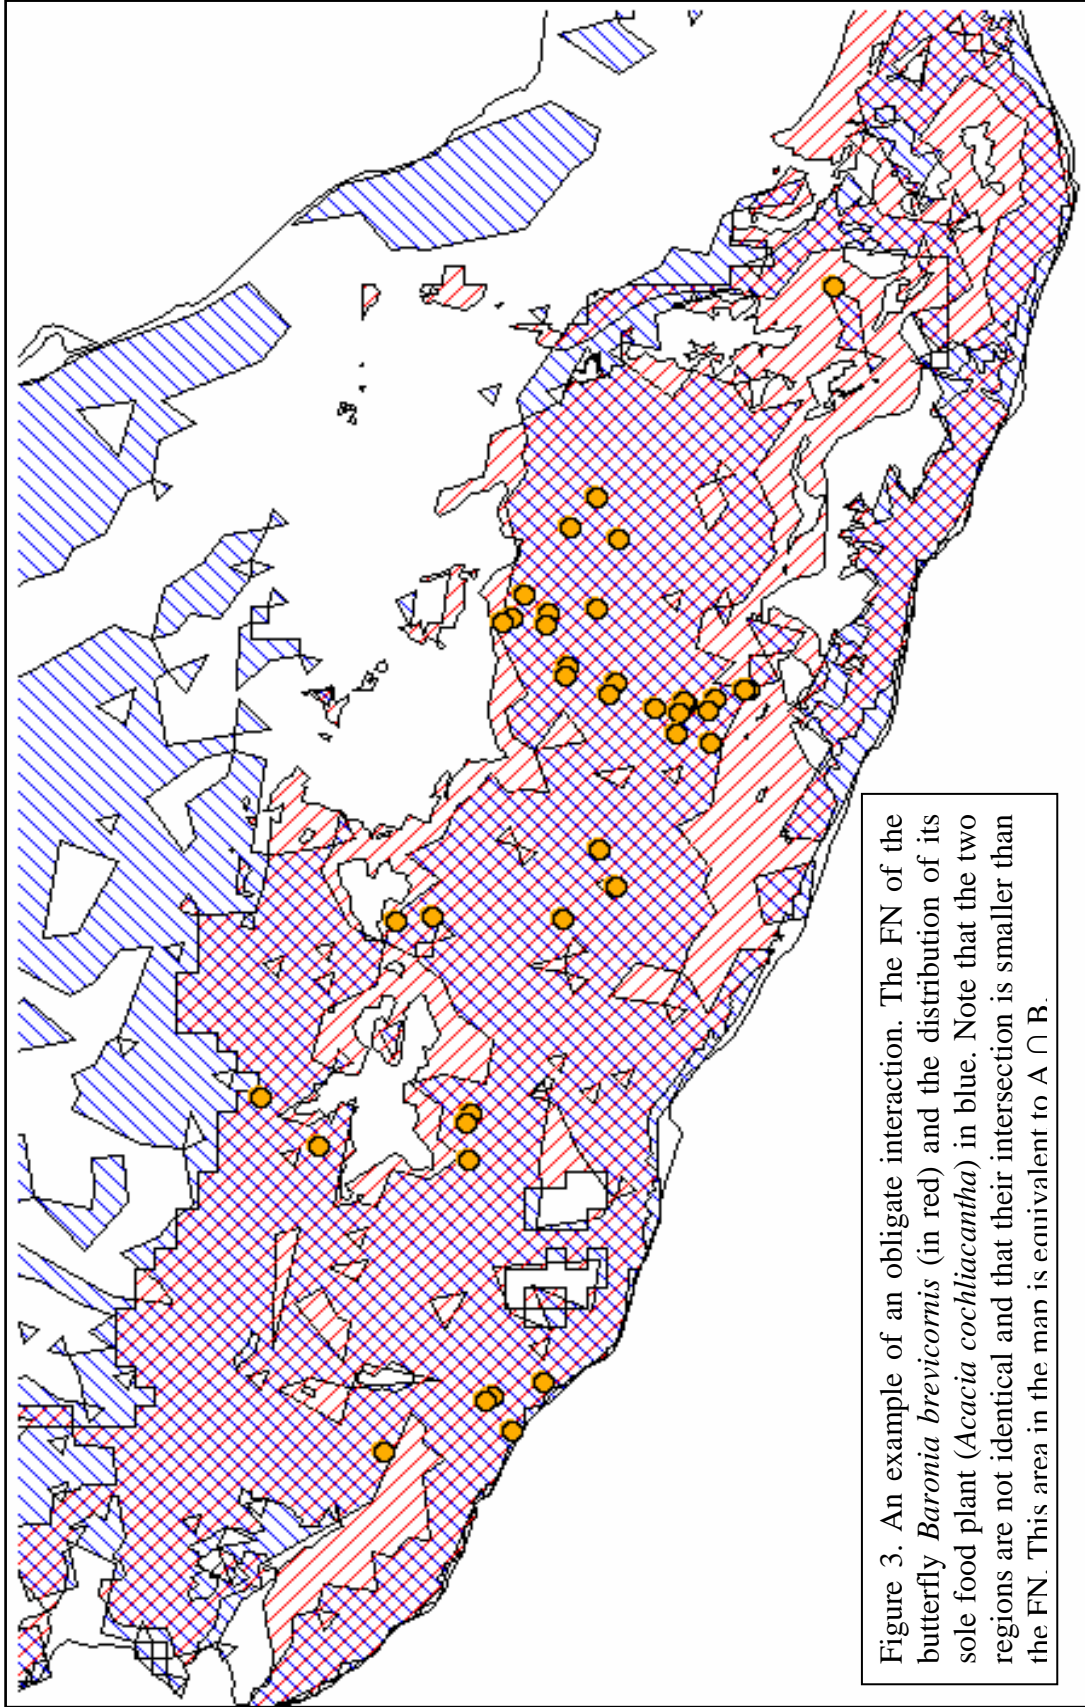 Figure 3. An example of an obligate interaction. The FN of the
butterfly Baronia brevicornis (in red) and the distribution of its
sole food plant (Acacia cochliacantha) in blue. Note that the two
regions are not identical and that their intersection is smaller than
the FN. This area in the map is equivalent to A ∩ B.